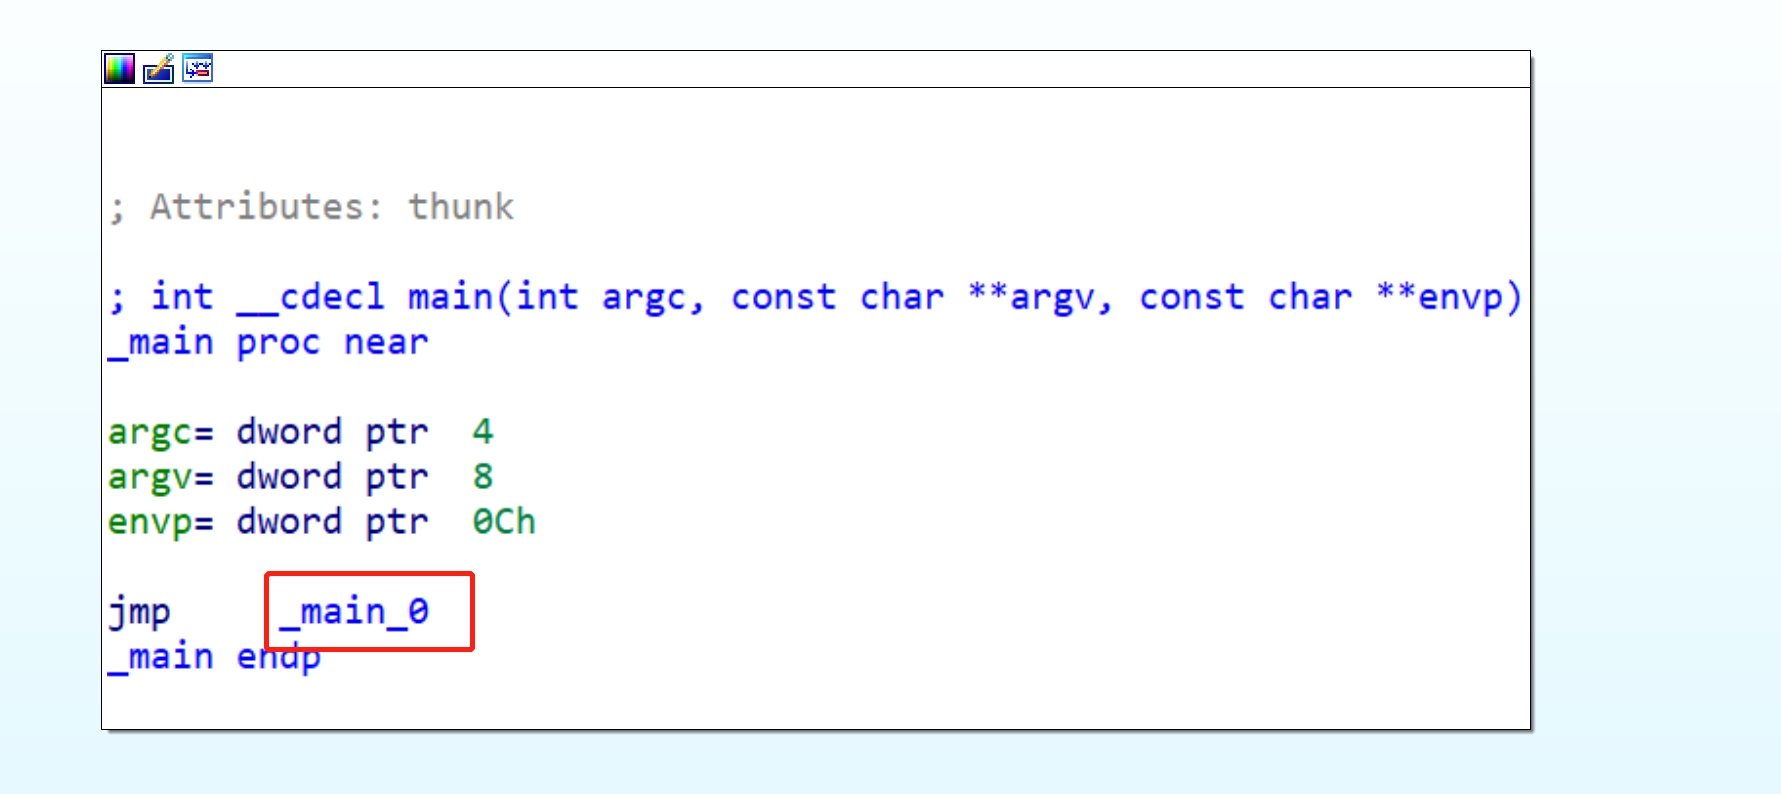 ; Attributes: thunk
; int __cdecl main(int argc, const char **argv, const char **envp)
_main proc near
argc= dword ptr  4
argv= dword ptr  8
envp= dword ptr  0Ch
jmp     _main_0
_main endp